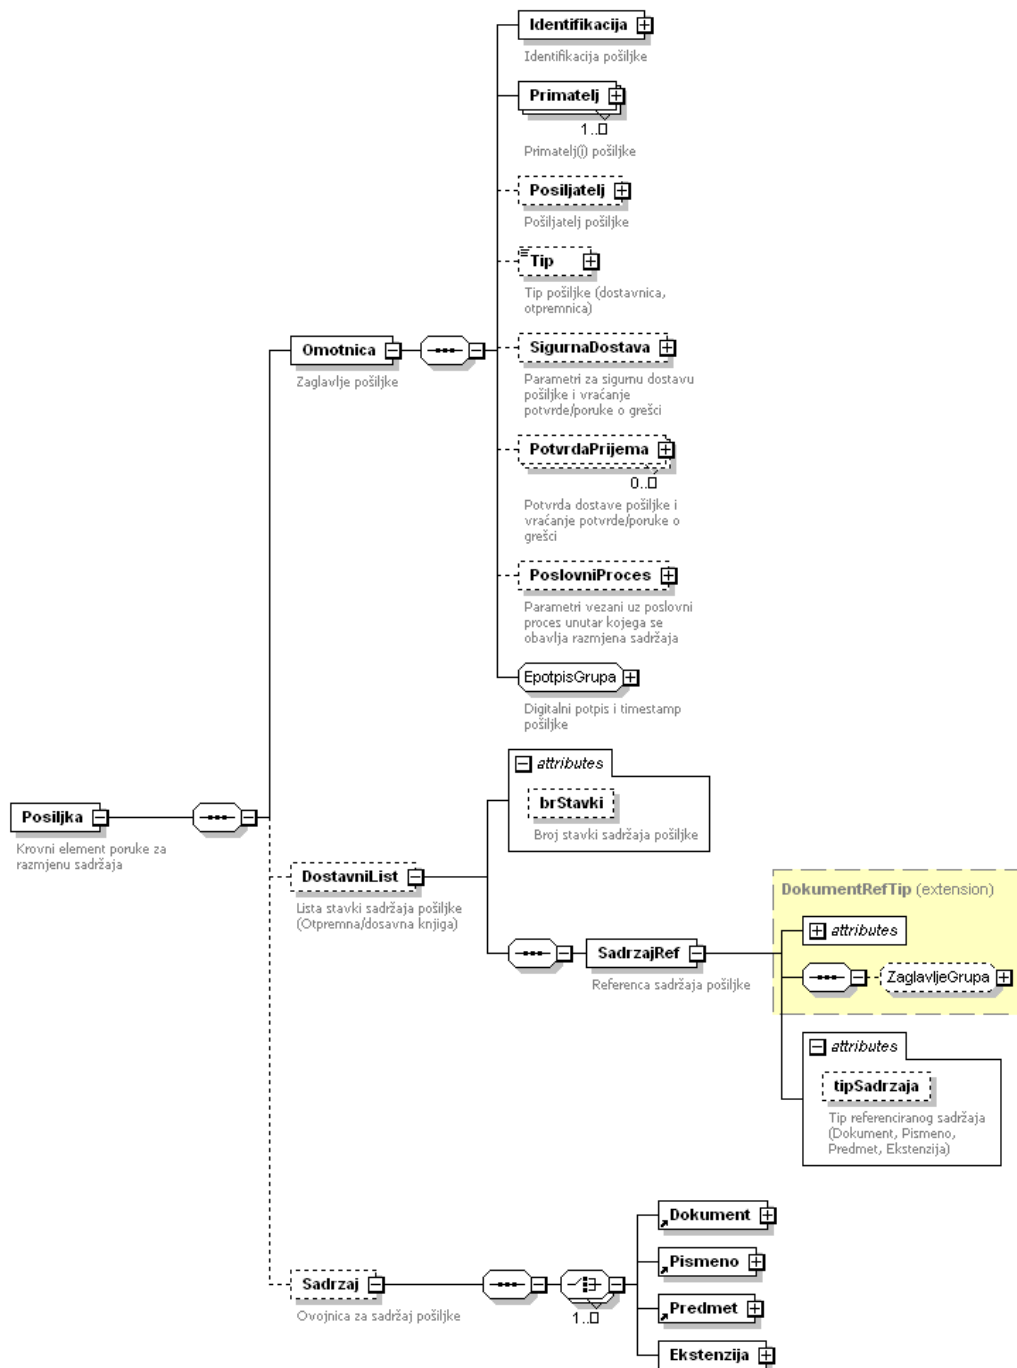 Identifikacija
Identifikacija pošiljke
Primatelj
1..
Primatelj(i) pošiljke
Posiljatelj
Pošiljatelj pošiljke
Tip
Tip pošiljke (dostavnica,
otpremnica)
Omotnica
Zaglavlje pošiljke
SigurnaDostava
Parametri za sigurnu dostavu
pošiljke i vraćanje
potvrde/poruke o grešci
PotvrdaPrijema
0..
Potvrda dostave pošiljke i
vraćanje potvrde/poruke o
grešci
PoslovniProces
Parametri vezani uz poslovni
proces unutar kojega se
obavlja razmjena sadržaja
EpotpisGrupa
Digitalni potpis i timestamp
pošiljke
Posiljka
Krovni element poruke za
razmjenu sadržaja
attributes
brStavki
Broj stavki sadržaja pošiljke
DostavniList
Lista stavki sadržaja pošiljke
(Otpremna/dosavna knjiga)
SadrzajRef
Referenca sadržaja pošiljke
DokumentRefTip (extension)
attributes
ZaglavljeGrupa
attributes
tipSadrzaja
Tip referenciranog sadržaja
(Dokument, Pismeno,
Predmet, Ekstenzija)
Sadrzaj
Ovojnica za sadržaj pošiljke
1..
Dokument
Pismeno
Predmet
Ekstenzija